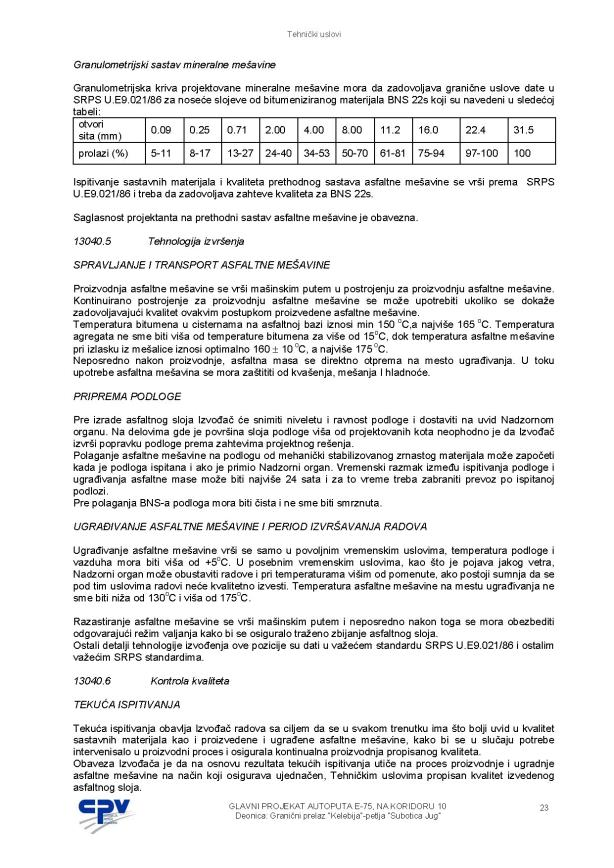 Tehnički uslovi
Granulometrijski sastav mineralne mešavine
Granulometrijska kriva projektovane mineralne mešavine mora da zadovoljava granične uslove date u
SRPS U.E9.021/86 za noseće slojeve od bitumeniziranog materijala BNS 22s koji su navedeni u sledećoj
tabeli:
otvori
sita (mm) 0.09 0.25 0.71 2.00 4.00 8.00 11.2 16.0 22.4 31.5
prolazi (%) 5-11 8-17 13-27 24-40 34-53 50-70 61-81 75-94 97-100 100
Ispitivanje sastavnih materijala i kvaliteta prethodnog sastava asfaltne mešavine se vrši prema SRPS
U.E9.021/86 i treba da zadovoljava zahteve kvaliteta za BNS 22s.
Saglasnost projektanta na prethodni sastav asfaltne mešavine je obavezna.
13040.5 Tehnologija izvršenja
SPRAVLJANJE I TRANSPORT ASFALTNE MEŠAVINE
Proizvodnja asfaltne mešavine se vrši mašinskim putem u postrojenju za proizvodnju asfaltne mešavine.
Kontinuirano postrojenje za proizvodnju asfaltne mešavine se može upotrebiti ukoliko se dokaže
zadovoljavajući kvalitet ovakvim postupkom proizvedene asfaltne mešavine.
Temperatura bitumena u cisternama na asfaltnoj bazi iznosi min 150 °C,a najviše 165 °C. Temperatura
agregata ne sme biti viša od temperature bitumena za više od 15°C, dok temperatura asfaltne mešavine
pri izlasku iz mešalice iznosi optimalno 160 ± 10 °C, a najviše 175 °C.
Neposredno nakon proizvodnje, asfaltna masa se direktno otprema na mesto ugrađivanja. U toku
upotrebe asfaltna mešavina se mora zaštititi od kvašenja, mešanja I hladnoće.
PRIPREMA PODLOGE
Pre izrade asfaltnog sloja Izvođač će snimiti niveletu i ravnost podloge i dostaviti na uvid Nadzornom
organu. Na delovima gde je površina sloja podloge viša od projektovanih kota neophodno je da Izvođač
izvrši popravku podloge prema zahtevima projektnog rešenja.
Polaganje asfaltne mešavine na podlogu od mehanički stabilizovanog zrnastog materijala može započeti
kada je podloga ispitana i ako je primio Nadzorni organ. Vremenski razmak između ispitivanja podloge i
ugrađivanja asfaltne mase može biti najviše 24 sata i za to vreme treba zabraniti prevoz po ispitanoj
podlozi.
Pre polaganja BNS-a podloga mora biti čista i ne sme biti smrznuta.
UGRAĐIVANJE ASFALTNE MEŠAVINE I PERIOD IZVRŠAVANJA RADOVA
Ugrađivanje asfaltne mešavine vrši se samo u povoljnim vremenskim uslovima, temperatura podloge i
vazduha mora biti viša od +5°C. U posebnim vremenskim uslovima, kao što je pojava jakog vetra,
Nadzorni organ može obustaviti radove i pri temperaturama višim od pomenute, ako postoji sumnja da se
pod tim uslovima radovi neće kvalitetno izvesti. Temperatura asfaltne mešavine na mestu ugrađivanja ne
sme biti niža od 130°C i viša od 175°C.
Razastiranje asfaltne mešavine se vrši mašinskim putem i neposredno nakon toga se mora obezbediti
odgovarajući režim valjanja kako bi se osiguralo traženo zbijanje asfaltnog sloja.
Ostali detalji tehnologije izvođenja ove pozicije su dati u važećem standardu SRPS U.E9.021/86 i ostalim
važećim SRPS standardima.
13040.6 Kontrola kvaliteta
TEKUĆA ISPITIVANJA
Tekuća ispitivanja obavlja Izvođač radova sa ciljem da se u svakom trenutku ima što bolji uvid u kvalitet
sastavnih materijala kao i proizvedene i ugrađene asfaltne mešavine, kako bi se u slučaju potrebe
intervenisalo u proizvodni proces i osigurala kontinualna proizvodnja propisanog kvaliteta.
Obaveza Izvođača je da na osnovu rezultata tekućih ispitivanja utiče na proces proizvodnje i ugradnje
asfaltne mešavine na način koji osigurava ujednačen, Tehničkim uslovima propisan kvalitet izvedenog
asfaltnog sloja.
CPV
GLAVNI PROJEKAT AUTOPUTA E-75, NA KORIDORU 10
Deonica: Granični prelaz "Kelebija"-petlja "Subotica Jug"
23